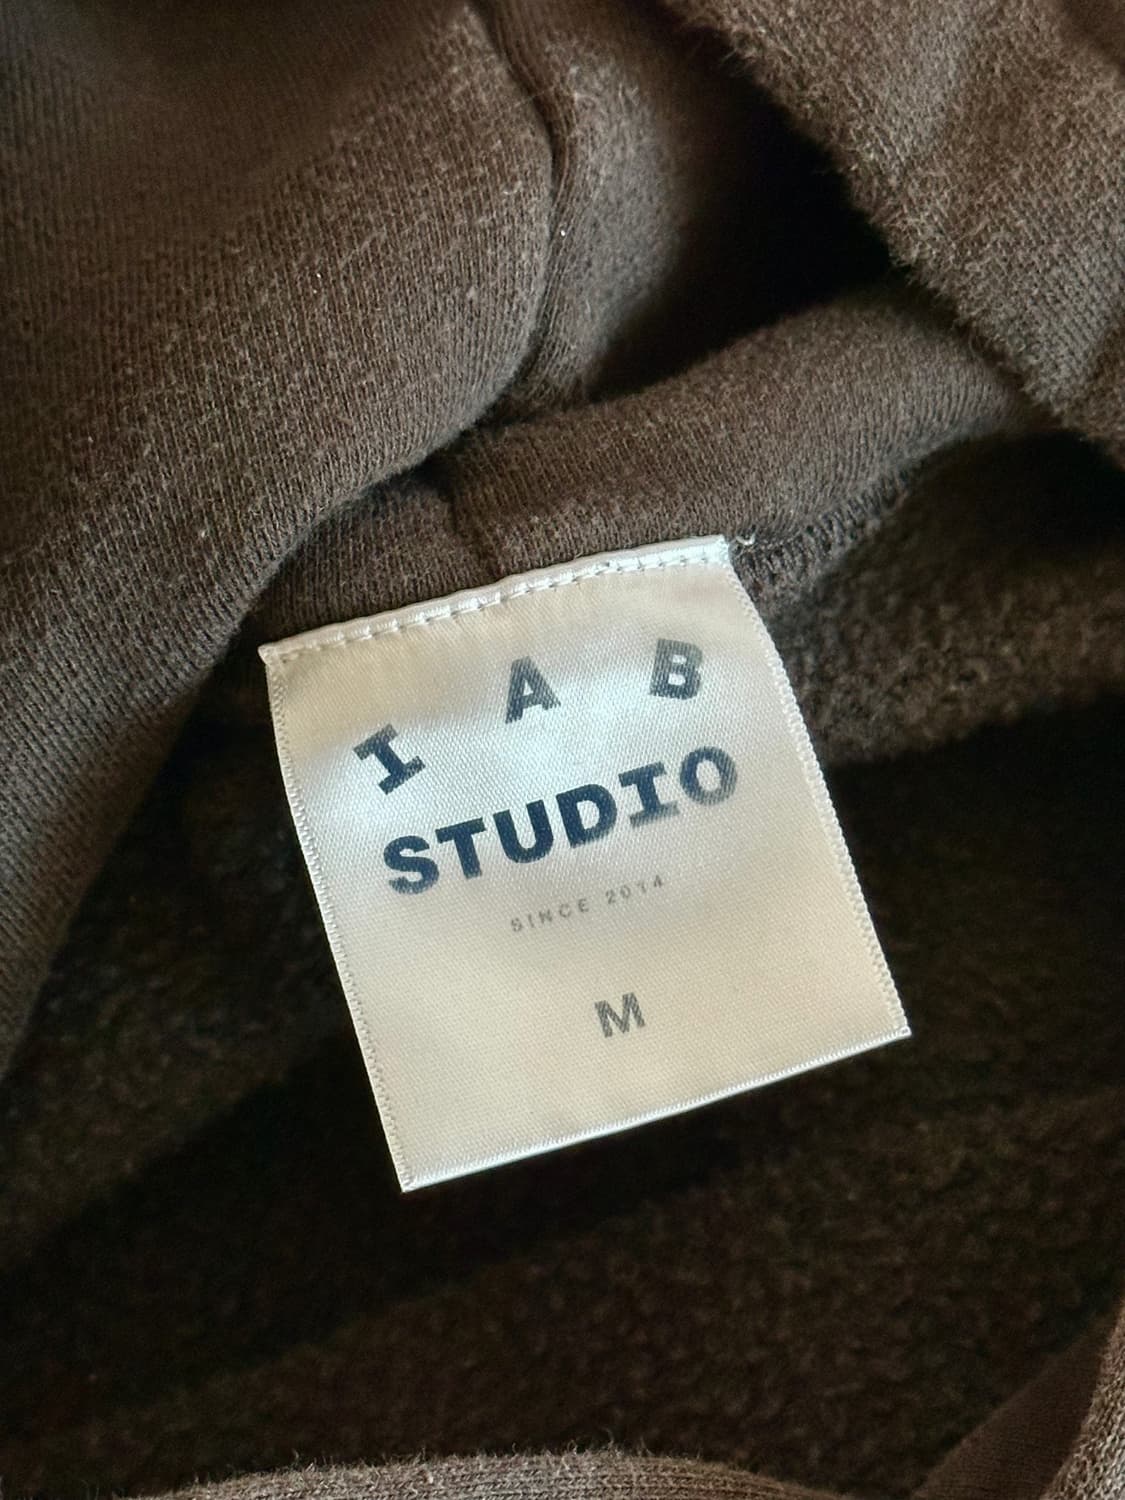 I A B
STUDIO
SINCE 2014
M